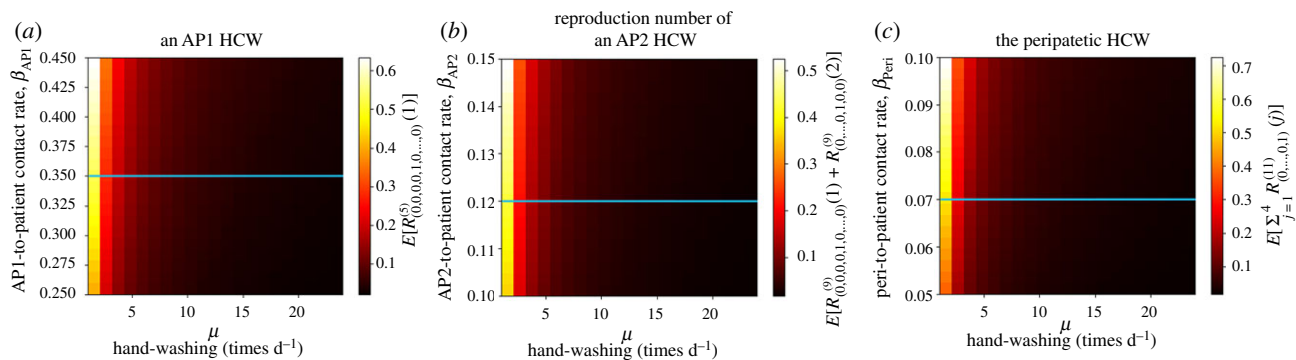 (a)
an AP1 HCW
AP1-to-patient contact rate, β_AP1
0.450
0.425
0.400
0.375
0.350
0.325
0.300
0.275
0.250
5 10 15 20
μ
hand-washing (times d⁻¹)
0.6
0.5
0.4
0.3
0.2
0.1
E[R^(5)_(0,0,0,0,1,0,...,0) (1)]
(b)
reproduction number of
an AP2 HCW
AP2-to-patient contact rate, β_AP2
0.15
0.14
0.13
0.12
0.11
0.10
5 10 15 20
μ
hand-washing (times d⁻¹)
0.5
0.4
0.3
0.2
0.1
E[R^(9)_(0,0,0,0,1,0,...,0)(1) + R^(9)_(0,...,0,1,0,0)(2)]
(c)
the peripatetic HCW
peri-to-patient contact rate, β_Peri
0.10
0.09
0.08
0.07
0.06
0.05
5 10 15 20
μ
hand-washing (times d⁻¹)
0.7
0.6
0.5
0.4
0.3
0.2
0.1
E[Σ^4_{j=1} R^(11)_(0,...,0,1) (j)]